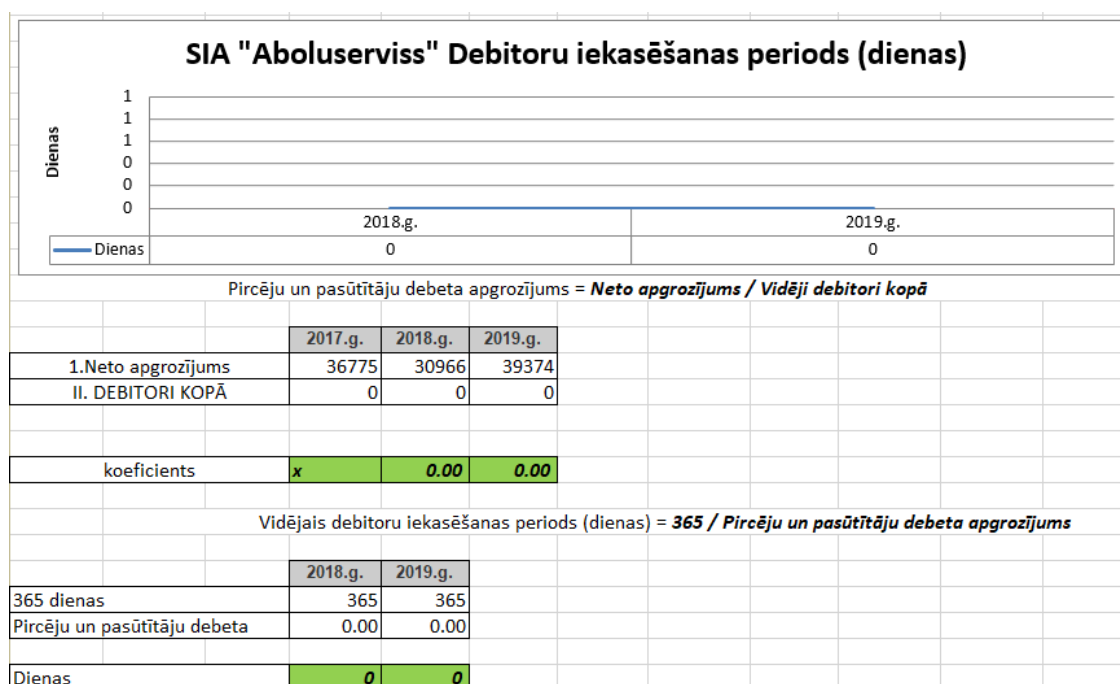 SIA "Aboluserviss" Debitoru iekasēšanas periods (dienas)
Dienas
1
1
1
0
0
0
2018.g. 2019.g.
Dienas 0 0
Pircēju un pasūtītāju debeta apgrozījums = Neto apgrozījums / Vidēji debitori kopā
2017.g. 2018.g. 2019.g.
1.Neto apgrozījums 36775 30966 39374
II. DEBITORI KOPĀ 0 0 0
koeficients x 0.00 0.00
Vidējais debitoru iekasēšanas periods (dienas) = 365 / Pircēju un pasūtītāju debeta apgrozījums
2018.g. 2019.g.
365 dienas 365 365
Pircēju un pasūtītāju debeta 0.00 0.00
Dienas 0 0